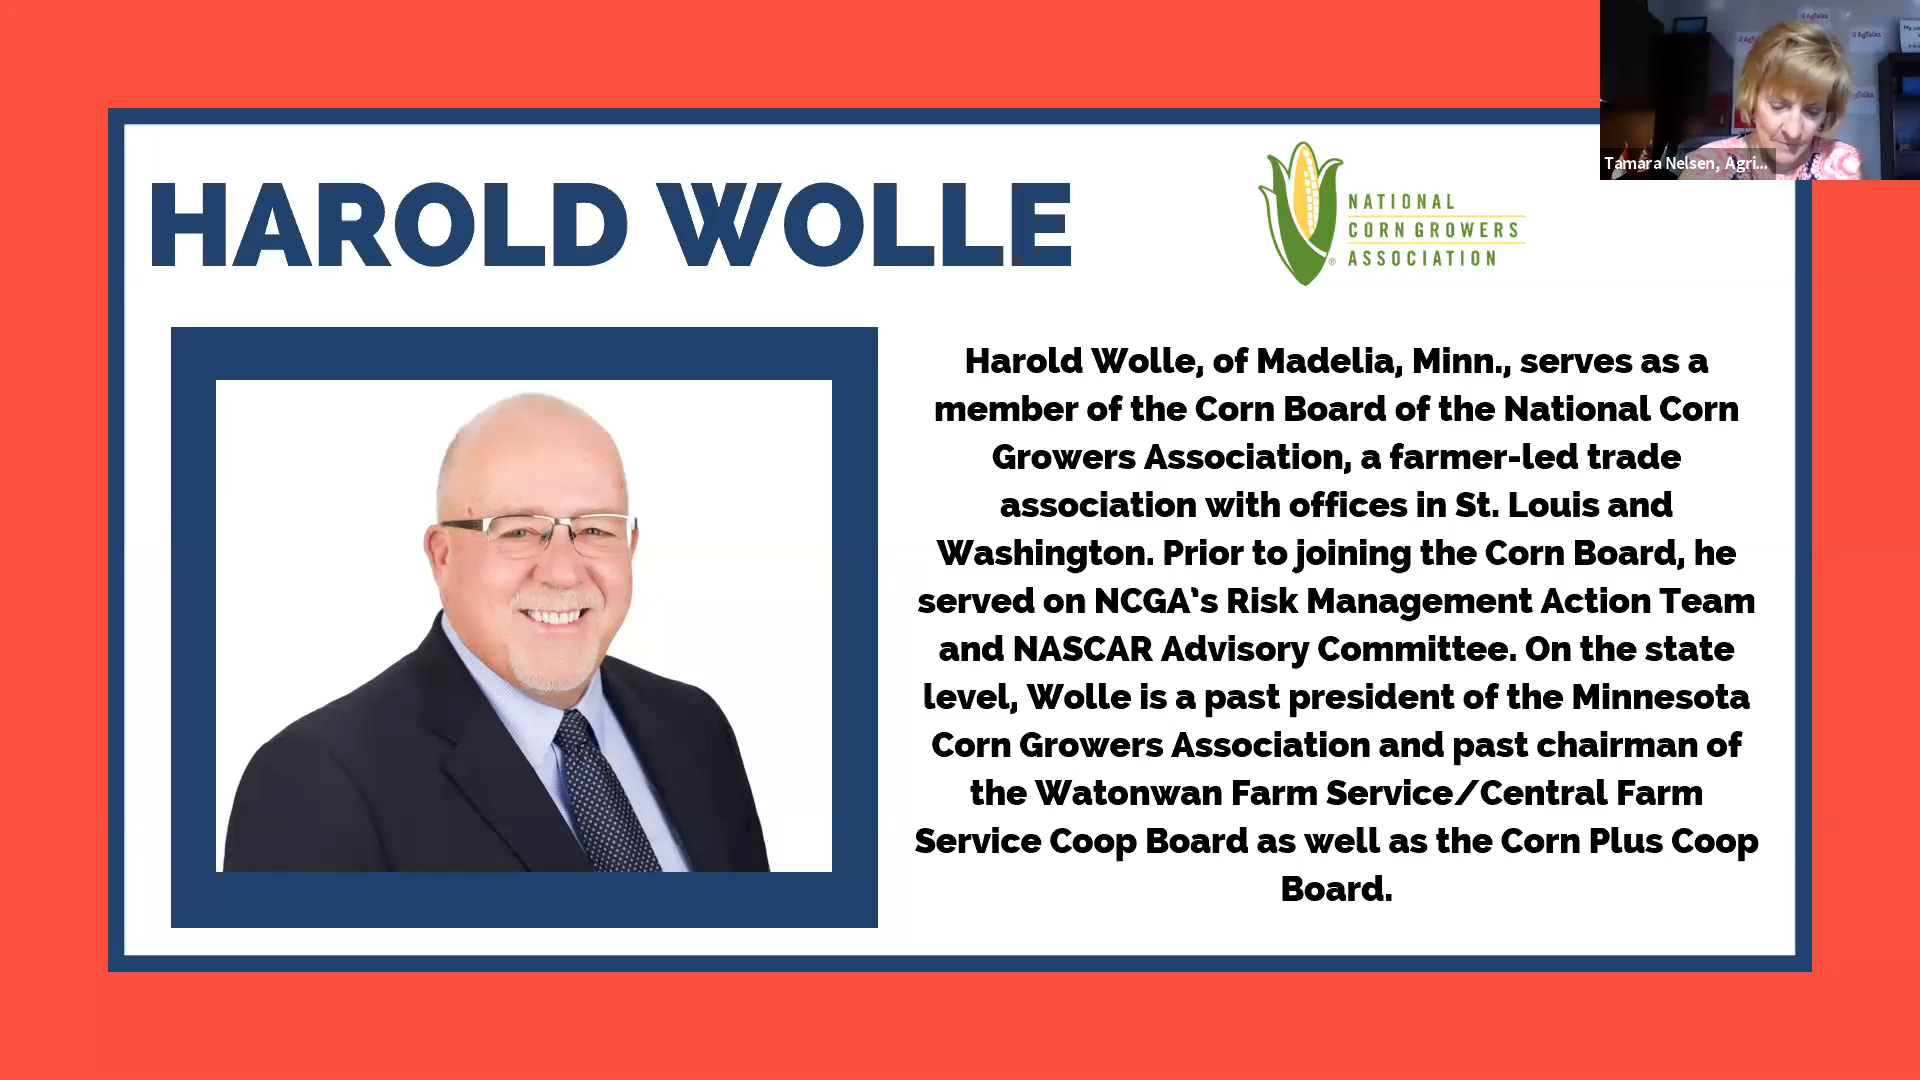 HAROLD WOLLE
NATIONAL
CORN GROWERS
ASSOCIATION
®
Harold Wolle, of Madelia, Minn., serves as a
member of the Corn Board of the National Corn
Growers Association, a farmer-led trade
association with offices in St. Louis and
Washington. Prior to joining the Corn Board, he
served on NCGA's Risk Management Action Team
and NASCAR Advisory Committee. On the state
level, Wolle is a past president of the Minnesota
Corn Growers Association and past chairman of
the Watonwan Farm Service/Central Farm
Service Coop Board as well as the Corn Plus Coop
Board.
AgTalks
AgTalks
Tamara Nelsen, Agri...